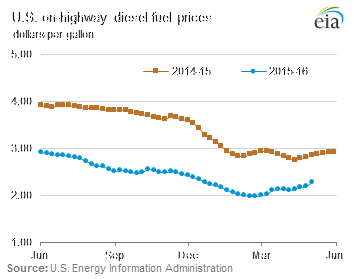 U.S. on-highway diesel fuel prices
dollars per gallon
eia
5.00
2014-15
2015-16
4.00
3.00
2.00
1.00
Jun
Sep
Dec
Mar
Jun
Source: U.S. Energy Information Administration